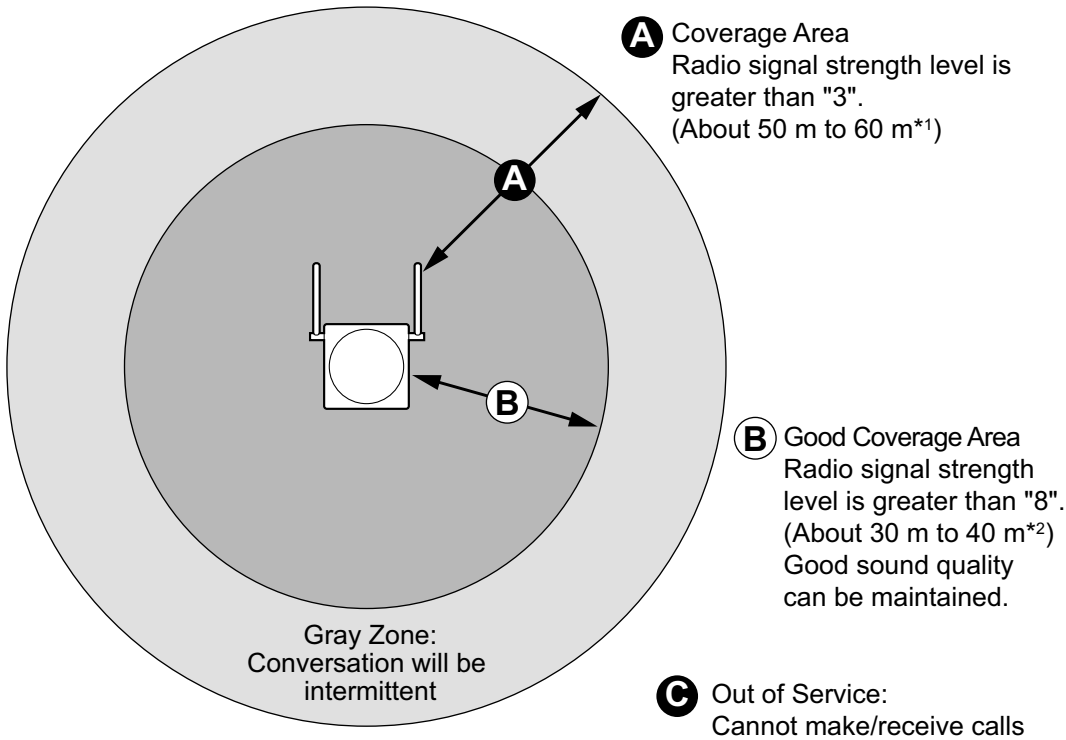 A Coverage Area
Radio signal strength level is
greater than "3".
(About 50 m to 60 m*1)
A
B
B Good Coverage Area
Radio signal strength
level is greater than "8".
(About 30 m to 40 m*2)
Good sound quality
can be maintained.
Gray Zone:
Conversation will be
intermittent
C Out of Service:
Cannot make/receive calls